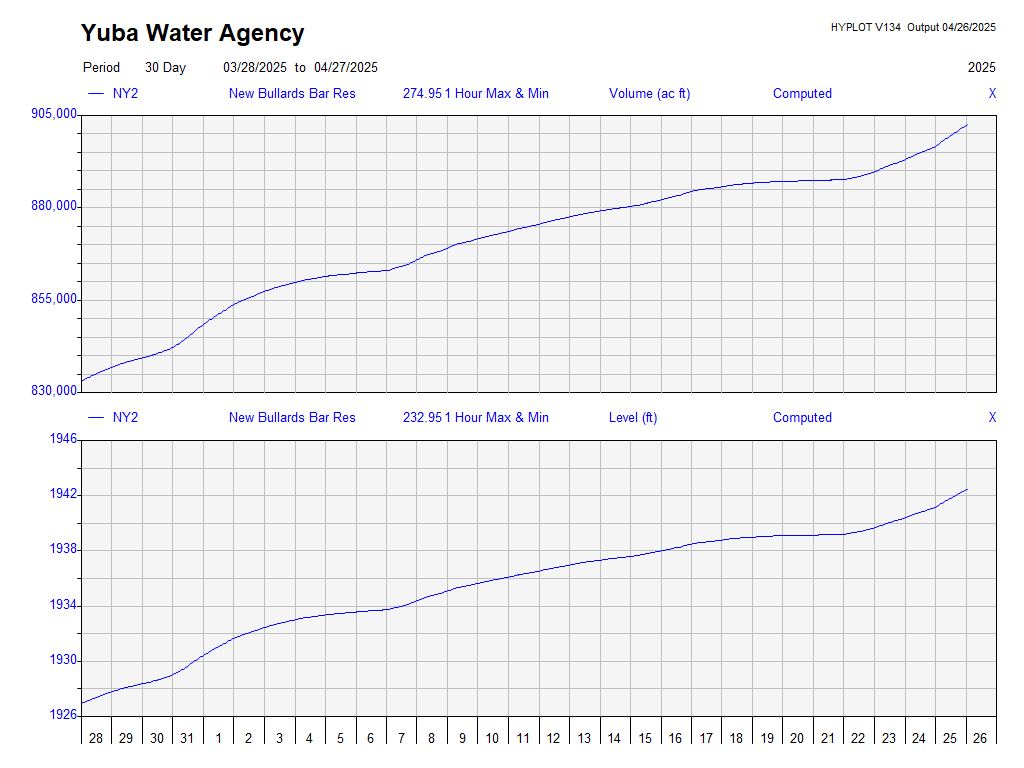 Yuba Water Agency
HYPLOT V134 Output 04/26/2025
Period 30 Day 03/28/2025 to 04/27/2025 2025
NY2 New Bullards Bar Res 274.95 1 Hour Max & Min Volume (ac ft) Computed X
905,000
880,000
855,000
830,000
NY2 New Bullards Bar Res 232.95 1 Hour Max & Min Level (ft) Computed X
1946
1942
1938
1934
1930
1926
28 29 30 31 1 2 3 4 5 6 7 8 9 10 11 12 13 14 15 16 17 18 19 20 21 22 23 24 25 26